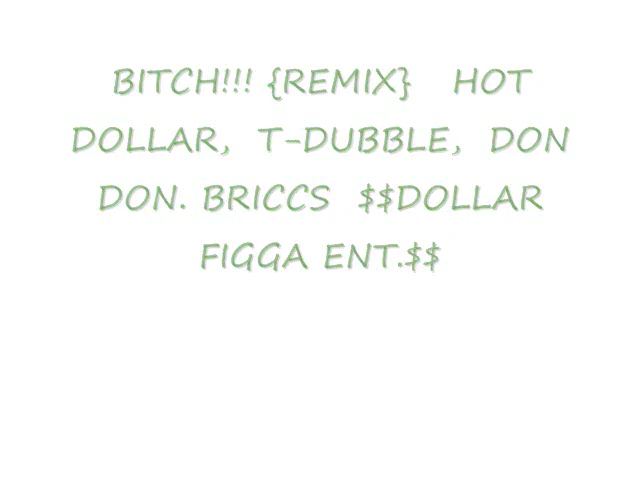 BITCH!!! {REMIX}   HOT
DOLLAR,  T-DUBBLE,  DON
DON. BRICCS  $$DOLLAR
FIGGA ENT.$$